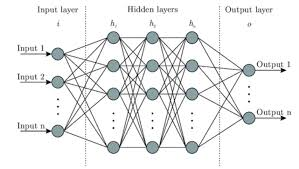 Input layer Hidden layers Output layer
i h₁ h₂ hₙ o
Input 1
Input 2
Input n
Output 1
Output n